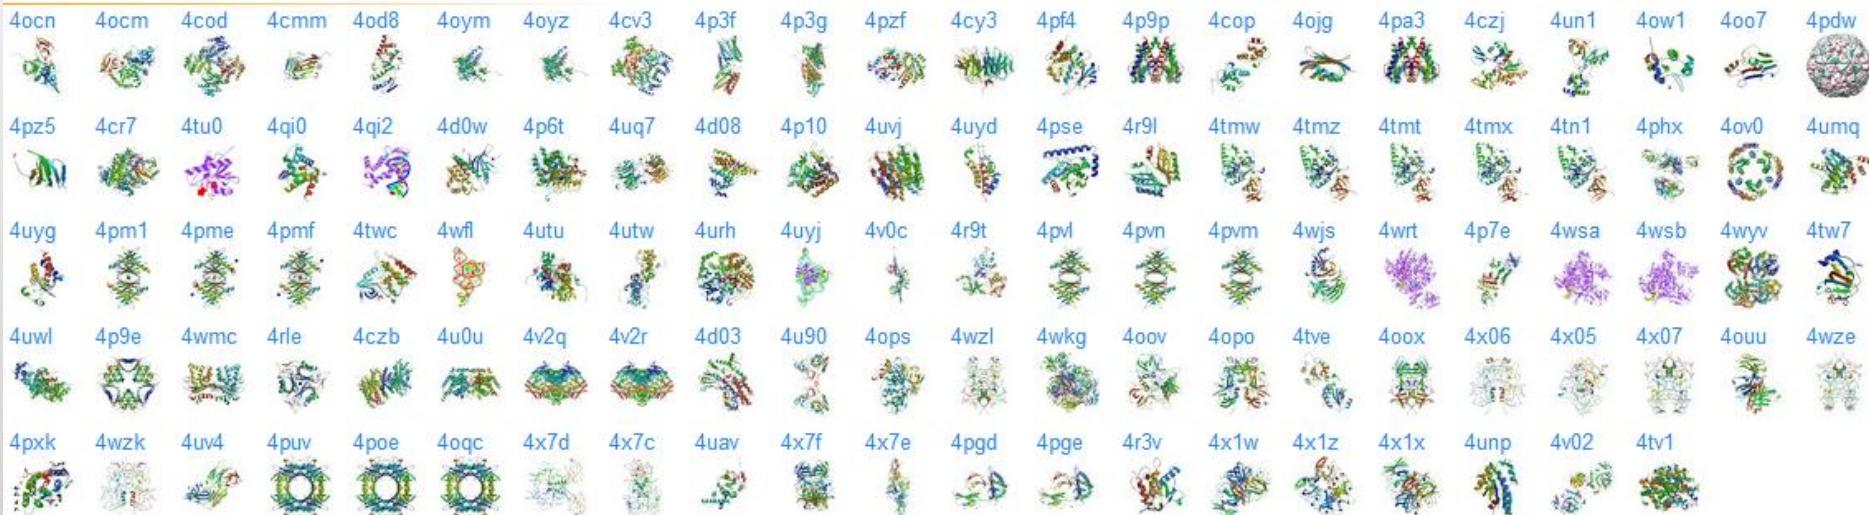 4ocn 4ocm 4cod 4cmm 4od8 4oym 4oyz 4cv3 4p3f 4p3g 4pzf 4cy3 4pf4 4p9p 4cop 4ojg 4pa3 4czj 4un1 4ow1 4oo7 4pdw
4pz5 4cr7 4tu0 4qi0 4qi2 4d0w 4p6t 4uq7 4d08 4p10 4uvj 4uyd 4pse 4r9l 4tmw 4tmz 4tmt 4tmx 4tn1 4phx 4ov0 4umq
4uyg 4pm1 4pme 4pmf 4twc 4wfl 4utu 4utw 4urh 4uyj 4v0c 4r9t 4pvl 4pvn 4pvm 4wjs 4wrt 4p7e 4wsa 4wsb 4wyv 4tw7
4uwl 4p9e 4wmc 4rle 4czb 4u0u 4v2q 4v2r 4d03 4u90 4ops 4wzl 4wkg 4oov 4opo 4tve 4oox 4x06 4x05 4x07 4ouu 4wze
4pxk 4wzk 4uv4 4puv 4poe 4oqc 4x7d 4x7c 4uav 4x7f 4x7e 4pgd 4pge 4r3v 4x1w 4x1z 4x1x 4unp 4v02 4tv1